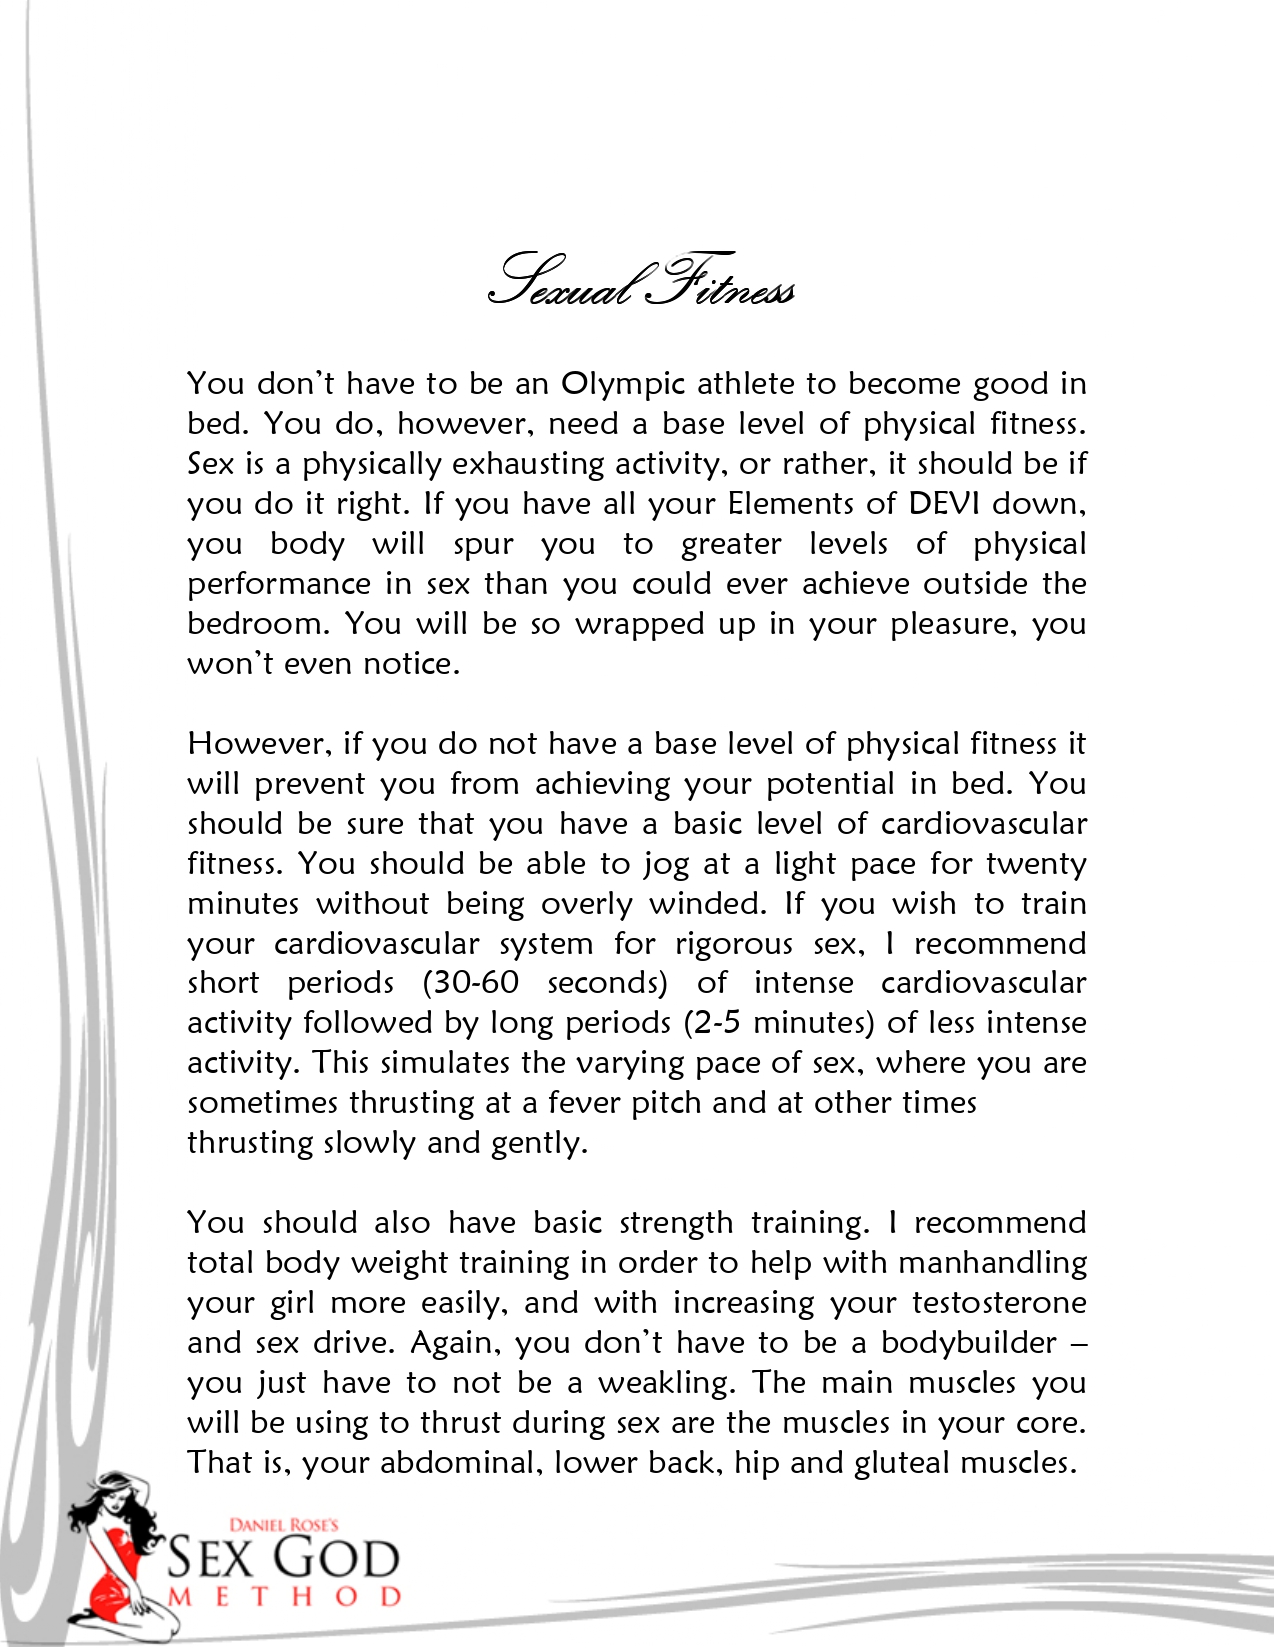 Sexual Fitness
You don’t have to be an Olympic athlete to become good in
bed. You do, however, need a base level of physical fitness.
Sex is a physically exhausting activity, or rather, it should be if
you do it right. If you have all your Elements of DEVI down,
you body will spur you to greater levels of physical
performance in sex than you could ever achieve outside the
bedroom. You will be so wrapped up in your pleasure, you
won’t even notice.
However, if you do not have a base level of physical fitness it
will prevent you from achieving your potential in bed. You
should be sure that you have a basic level of cardiovascular
fitness. You should be able to jog at a light pace for twenty
minutes without being overly winded. If you wish to train
your cardiovascular system for rigorous sex, I recommend
short periods (30-60 seconds) of intense cardiovascular
activity followed by long periods (2-5 minutes) of less intense
activity. This simulates the varying pace of sex, where you are
sometimes thrusting at a fever pitch and at other times
thrusting slowly and gently.
You should also have basic strength training. I recommend
total body weight training in order to help with manhandling
your girl more easily, and with increasing your testosterone
and sex drive. Again, you don’t have to be a bodybuilder –
you just have to not be a weakling. The main muscles you
will be using to thrust during sex are the muscles in your core.
That is, your abdominal, lower back, hip and gluteal muscles.
DANIEL ROSE'S
SEX GOD
METHOD